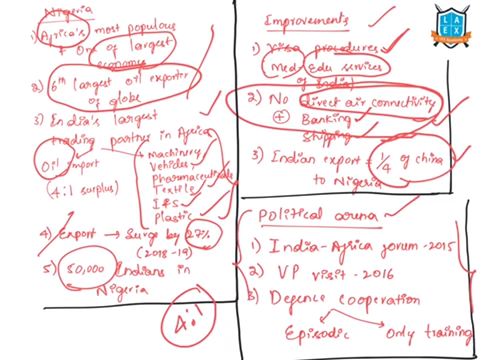 Nigeria
1) Africa's most populous
& one of largest
economies
2) 6th largest oil exporter
of globe
3) India's largest
trading partner in Africa
Oil import
(4:1 surplus)
Machinery
Vehicles
Pharmaceuticals
Textile
I&S
Plastic
4) Export → Surge by 27%
(2018-19)
5) 50,000 Indians in
Nigeria
4:1
Improvements
1) Visa procedures
(Med, Edu services
of India)
2) No direct air connectivity
+ Banking
Shipping
3) Indian export = 1/4 of china
to Nigeria
Political arena
1) India-Africa forum-2015
2) VP visit-2016
3) Defence cooperation
Episodic
Only training
LA
EX